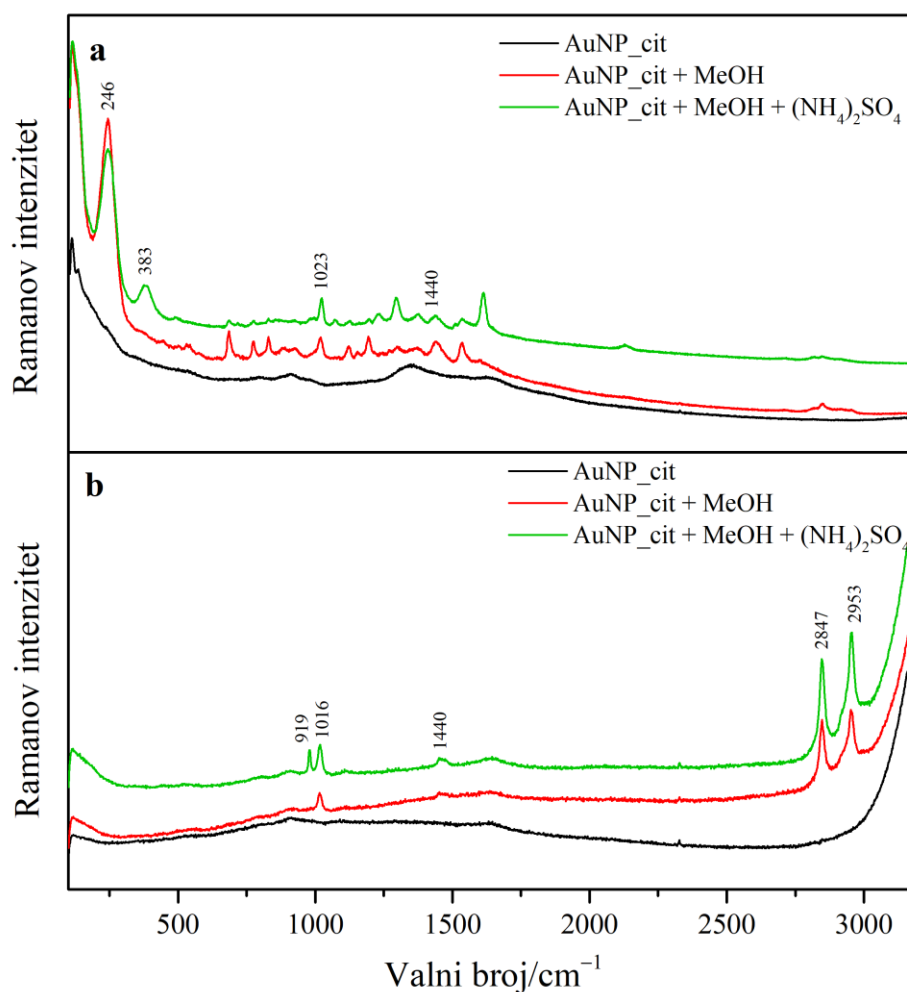 a
AuNP_cit
AuNP_cit + MeOH
AuNP_cit + MeOH + (NH₄)₂SO₄
246
383
1023
1440
Ramanov intenzitet
b
AuNP_cit
AuNP_cit + MeOH
AuNP_cit + MeOH + (NH₄)₂SO₄
919
1016
1440
2847
2953
Ramanov intenzitet
500 1000 1500 2000 2500 3000
Valni broj/cm⁻¹